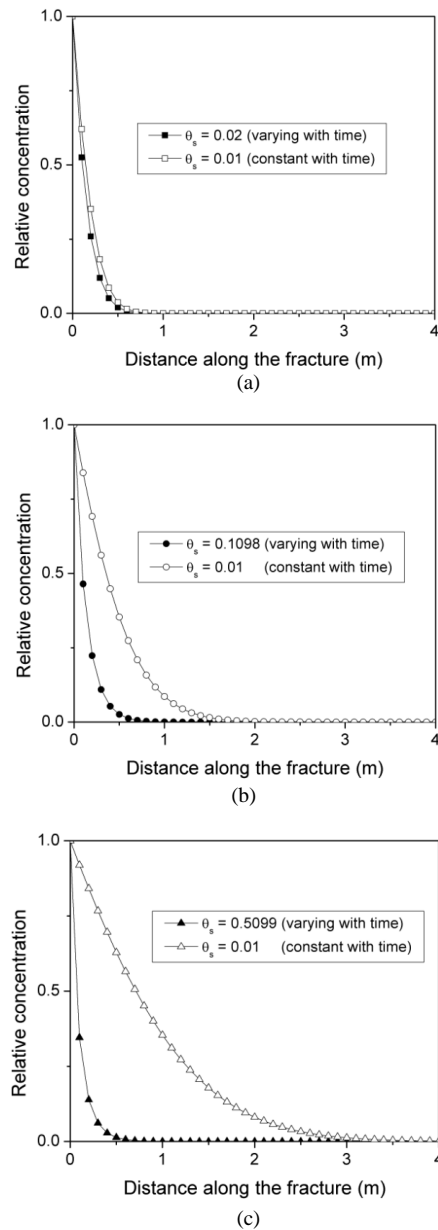 1.0
θs = 0.02 (varying with time)
θs = 0.01 (constant with time)
0.5
0.0
Relative concentration
0 1 2 3 4
Distance along the fracture (m)
(a)
1.0
θs = 0.1098 (varying with time)
θs = 0.01 (constant with time)
0.5
0.0
Relative concentration
0 1 2 3 4
Distance along the fracture (m)
(b)
1.0
θs = 0.5099 (varying with time)
θs = 0.01 (constant with time)
0.5
0.0
Relative concentration
0 1 2 3 4
Distance along the fracture (m)
(c)